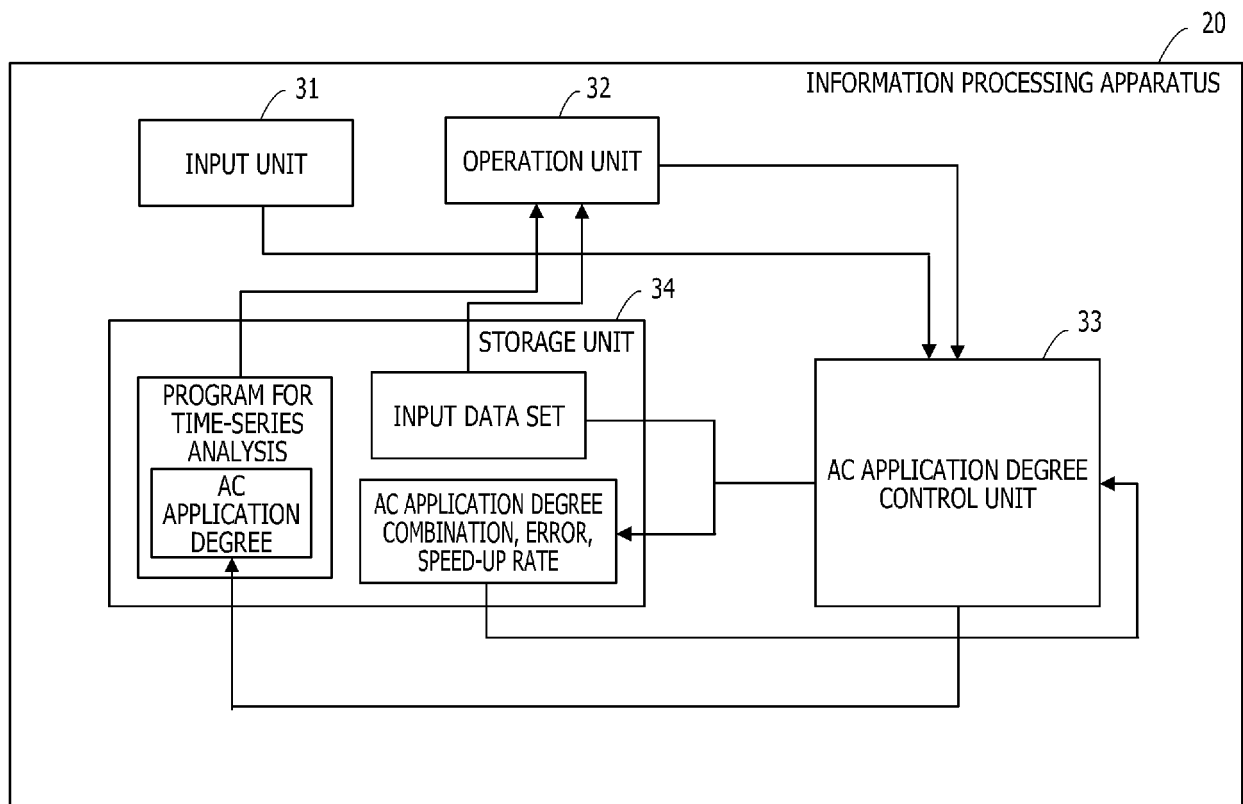 20
INFORMATION PROCESSING APPARATUS
31
INPUT UNIT
32
OPERATION UNIT
34
STORAGE UNIT
PROGRAM FOR
TIME-SERIES
ANALYSIS
AC
APPLICATION
DEGREE
INPUT DATA SET
AC APPLICATION DEGREE
COMBINATION, ERROR,
SPEED-UP RATE
33
AC APPLICATION DEGREE
CONTROL UNIT